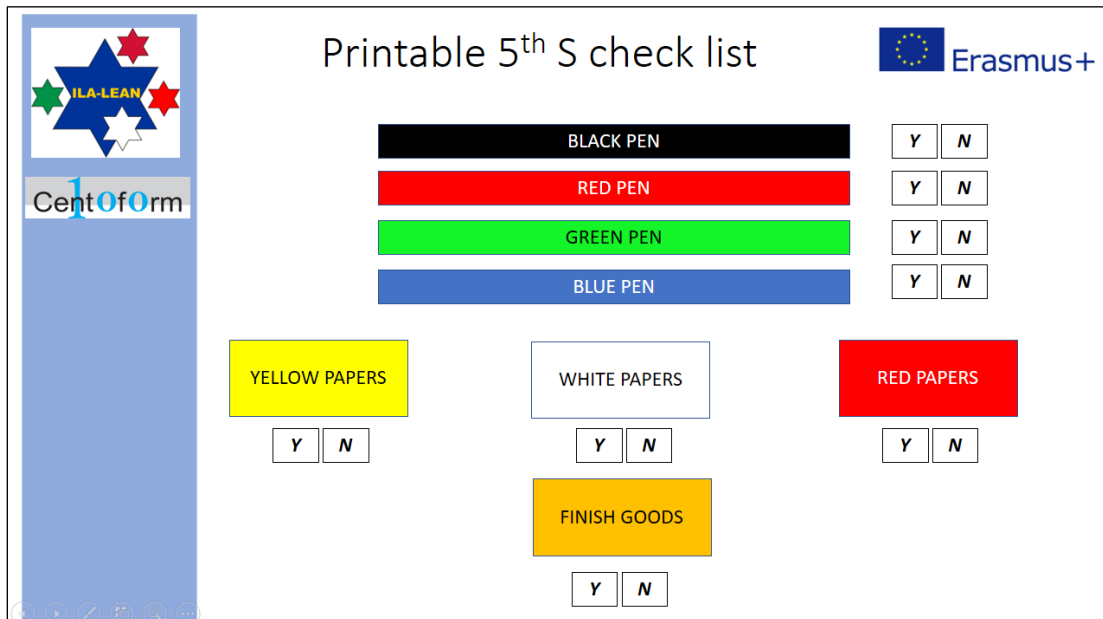 Printable 5th S check list
ILA-LEAN
Erasmus+
Cent1oform
BLACK PEN
Y N
RED PEN
Y N
GREEN PEN
Y N
BLUE PEN
Y N
YELLOW PAPERS
WHITE PAPERS
RED PAPERS
Y N
Y N
Y N
FINISH GOODS
Y N